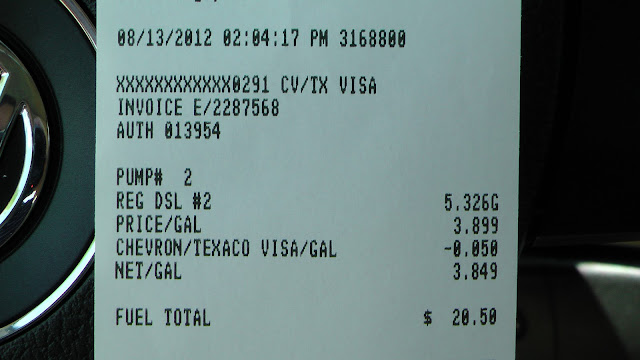 08/13/2012 02:04:17 PM 3168800
XXXXXXXXXXXX0291 CV/TX VISA
INVOICE E/2287568
AUTH 013954
PUMP# 2
REG DSL #2 5.326G
PRICE/GAL 3.899
CHEVRON/TEXACO VISA/GAL -0.050
NET/GAL 3.849
FUEL TOTAL $ 20.50